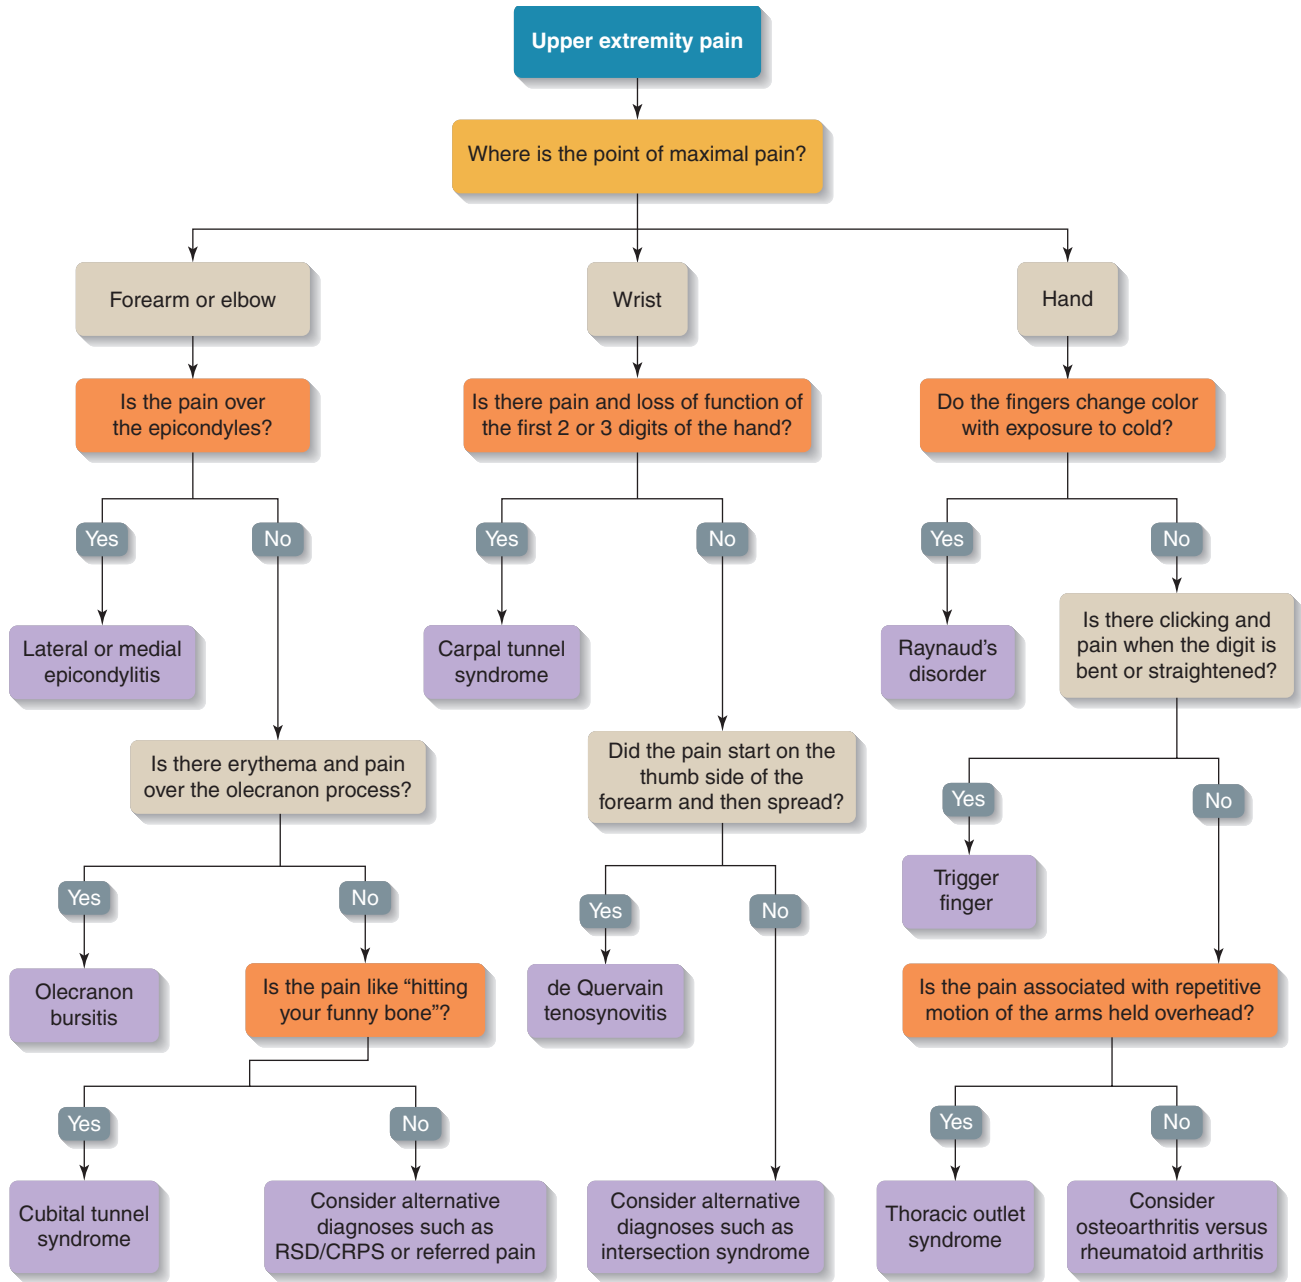 Upper extremity pain
Where is the point of maximal pain?
Forearm or elbow
Wrist
Hand
Is the pain over
the epicondyles?
Is there pain and loss of function of
the first 2 or 3 digits of the hand?
Do the fingers change color
with exposure to cold?
Yes
No
Yes
No
Yes
No
Lateral or medial
epicondylitis
Carpal tunnel
syndrome
Raynaud’s
disorder
Is there clicking and
pain when the digit is
bent or straightened?
Is there erythema and pain
over the olecranon process?
Did the pain start on the
thumb side of the
forearm and then spread?
Yes
No
Yes
No
Yes
No
Trigger
finger
Olecranon
bursitis
Is the pain like “hitting
your funny bone”?
de Quervain
tenosynovitis
Is the pain associated with repetitive
motion of the arms held overhead?
Yes
No
Yes
No
Cubital tunnel
syndrome
Consider alternative
diagnoses such as
RSD/CRPS or referred pain
Consider alternative
diagnoses such as
intersection syndrome
Thoracic outlet
syndrome
Consider
osteoarthritis versus
rheumatoid arthritis